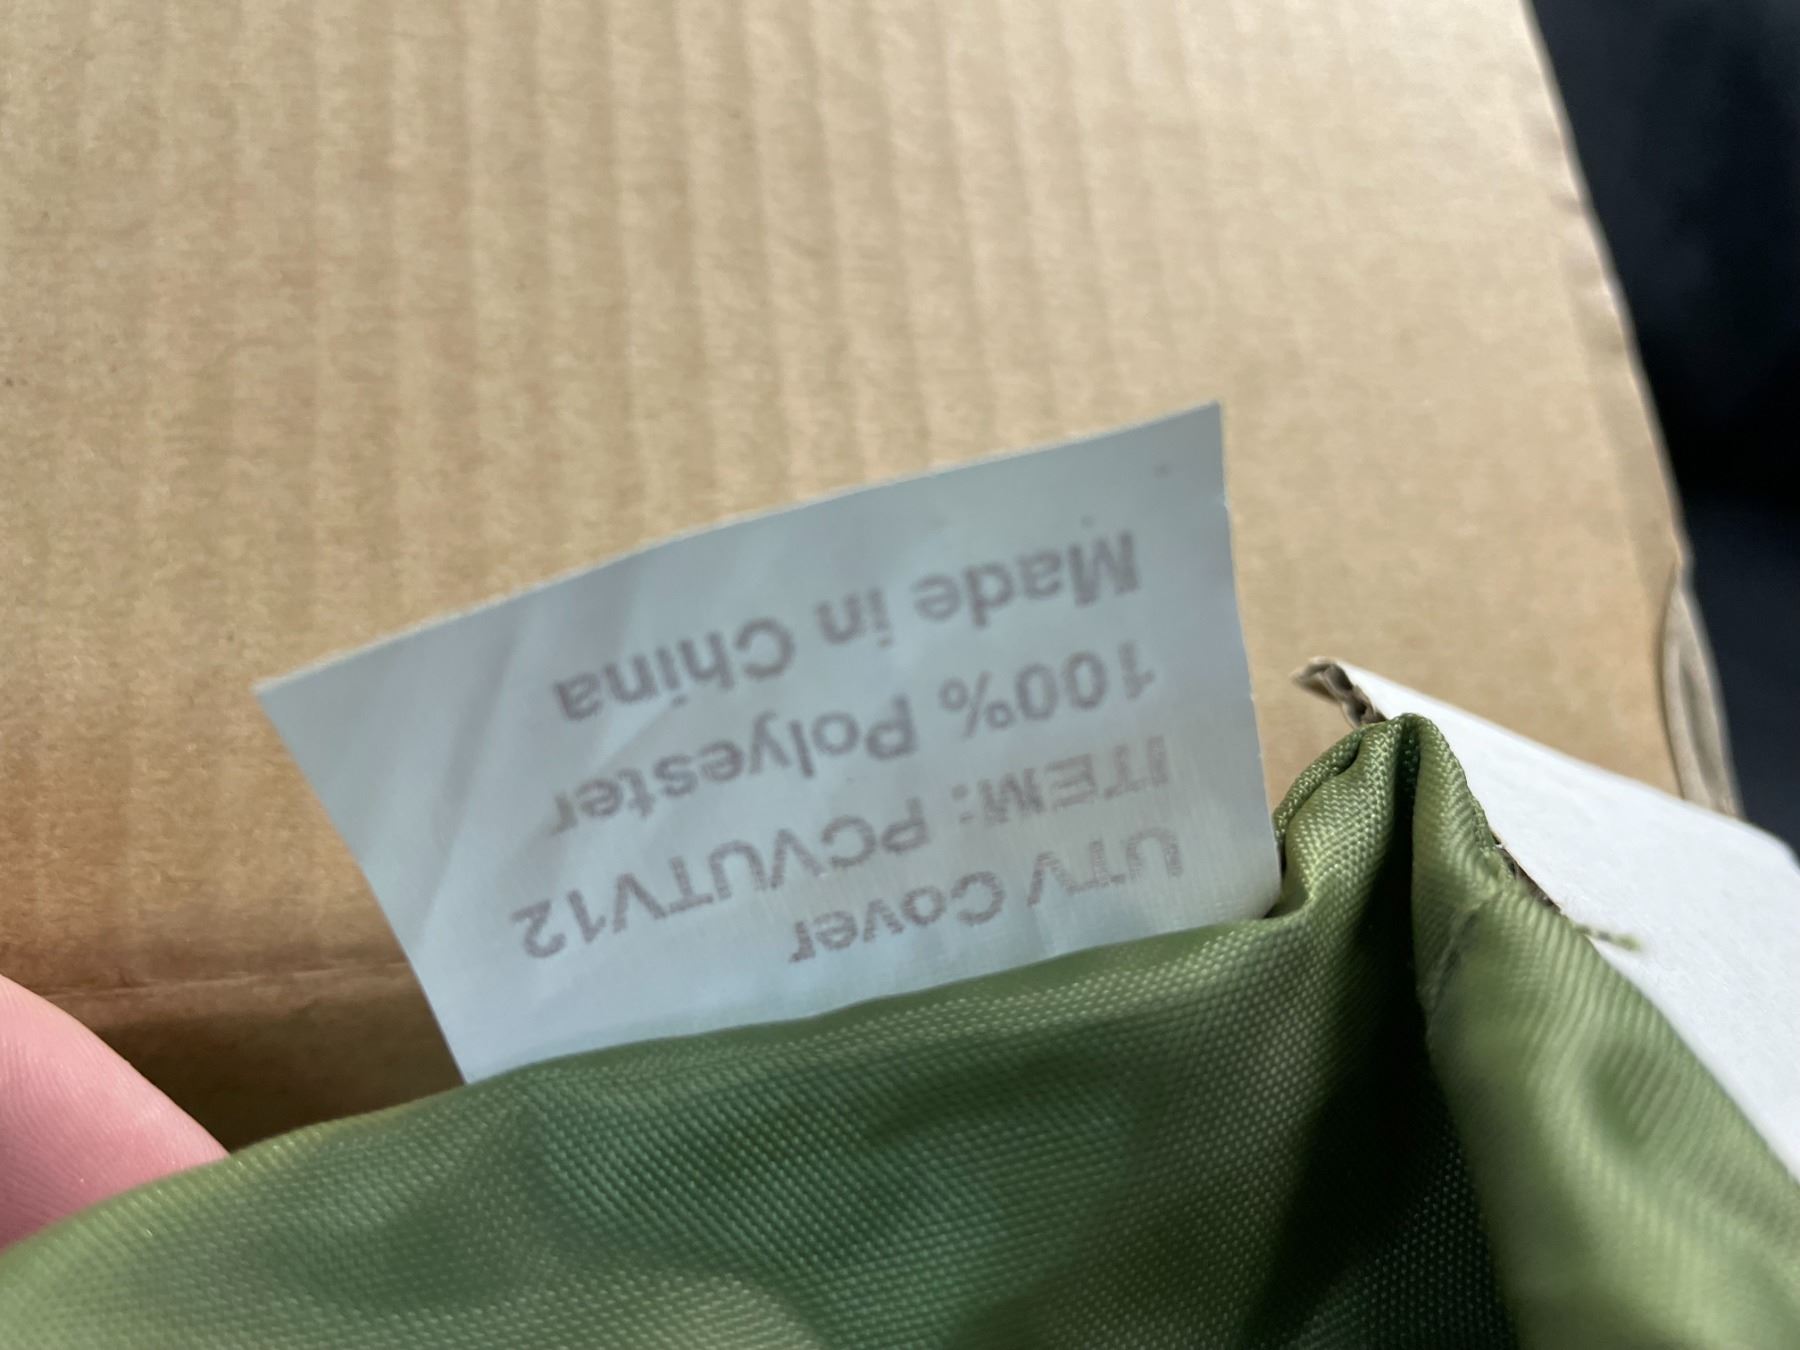 UTV Cover
ITEM: PCVUTV12
100% Polyester
Made in China